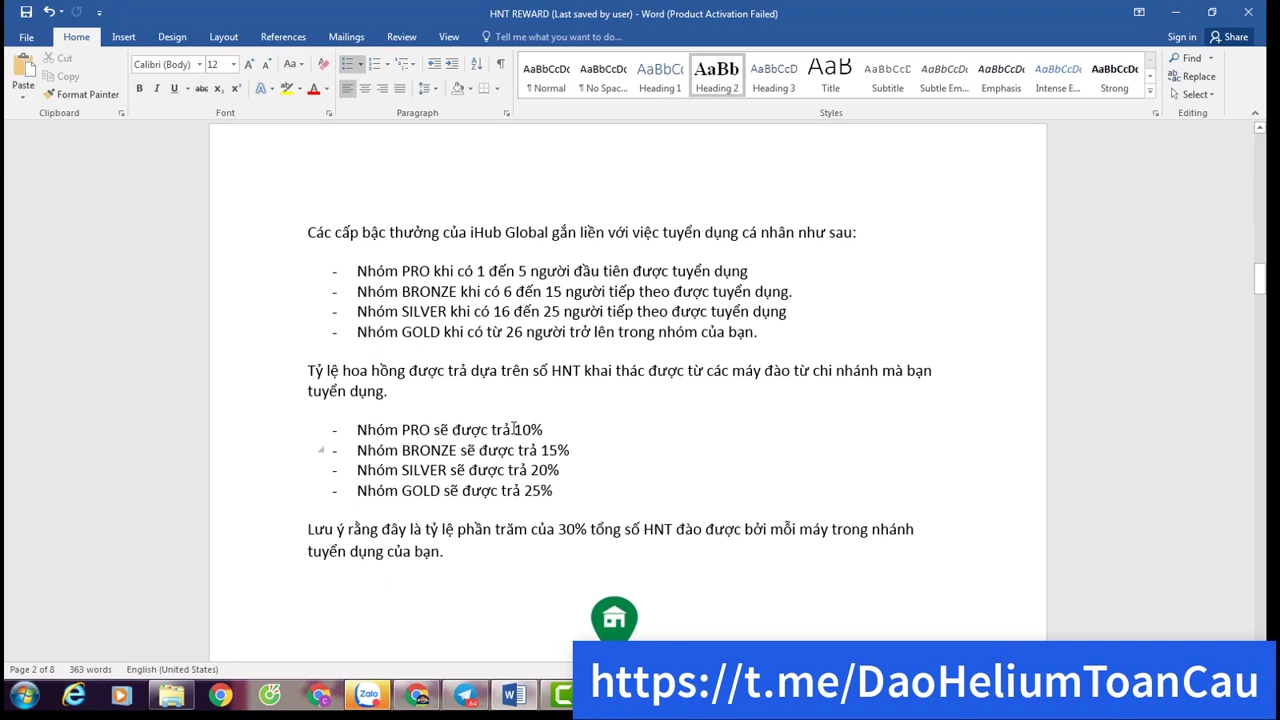 HNT REWARD (Last saved by user) - Word (Product Activation Failed)
File Home Insert Design Layout References Mailings Review View Tell me what you want to do... Sign in Share
Cut
Copy
Format Painter
Paste
Calibri (Body) 12
Aa
B I U abc X₂ X²
AaBbCcDc AaBbCcDc AaBbCcD AaBb AaBbCcD AaBb AaBbCcDc AaBbCcDc AaBbCcDc AaBbCcDc AaBbCcDc
¶ Normal ¶ No Spac... Heading 1 Heading 2 Heading 3 Title Subtitle Subtle Em... Emphasis Intense E... Strong
Find
Replace
Select
Clipboard Font Paragraph Styles Editing
Các cấp bậc thưởng của iHub Global gắn liền với việc tuyển dụng cá nhân như sau:
- Nhóm PRO khi có 1 đến 5 người đầu tiên được tuyển dụng
- Nhóm BRONZE khi có 6 đến 15 người tiếp theo được tuyển dụng.
- Nhóm SILVER khi có 16 đến 25 người tiếp theo được tuyển dụng
- Nhóm GOLD khi có từ 26 người trở lên trong nhóm của bạn.
Tỷ lệ hoa hồng được trả dựa trên số HNT khai thác được từ các máy đào từ chi nhánh mà bạn
tuyển dụng.
- Nhóm PRO sẽ được trả 10%
- Nhóm BRONZE sẽ được trả 15%
- Nhóm SILVER sẽ được trả 20%
- Nhóm GOLD sẽ được trả 25%
Lưu ý rằng đây là tỷ lệ phần trăm của 30% tổng số HNT đào được bởi mỗi máy trong nhánh
tuyển dụng của bạn.
Page 2 of 8 363 words English (United States)
Zalo
https://t.me/DaoHeliumToanCau